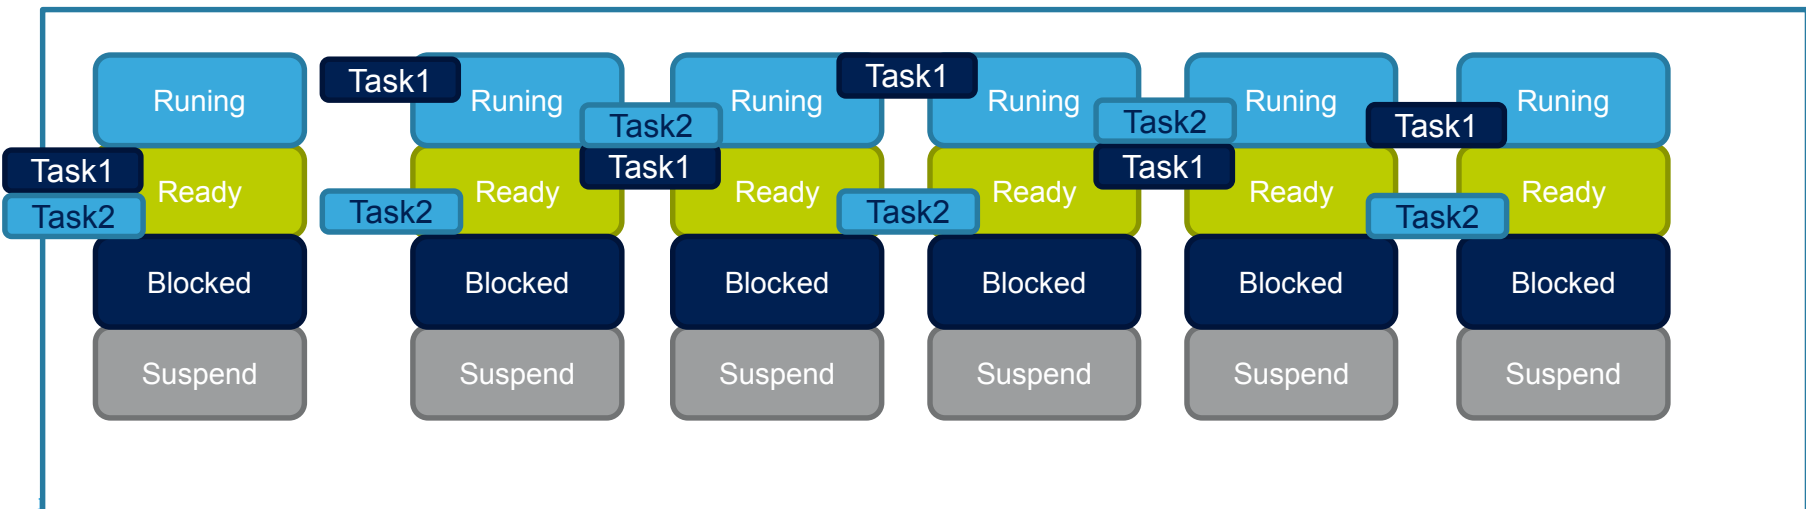 Runing
Task1
Task2
Ready
Blocked
Suspend
Task1
Runing
Task2
Ready
Blocked
Suspend
Task2
Runing
Task1
Ready
Blocked
Suspend
Task1
Runing
Task2
Ready
Blocked
Suspend
Task2
Runing
Task1
Ready
Blocked
Suspend
Task1
Runing
Task2
Ready
Blocked
Suspend